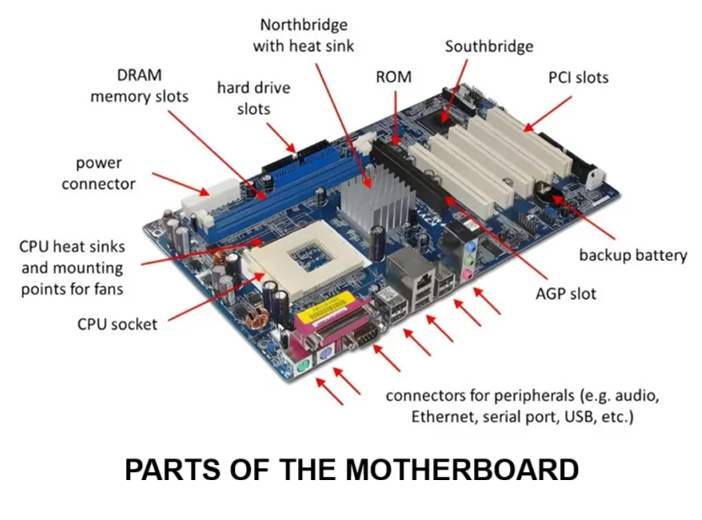 Northbridge
with heat sink
Southbridge
DRAM
memory slots
hard drive
slots
ROM
PCI slots
power
connector
CPU heat sinks
and mounting
points for fans
backup battery
AGP slot
CPU socket
connectors for peripherals (e.g. audio,
Ethernet, serial port, USB, etc.)
PARTS OF THE MOTHERBOARD